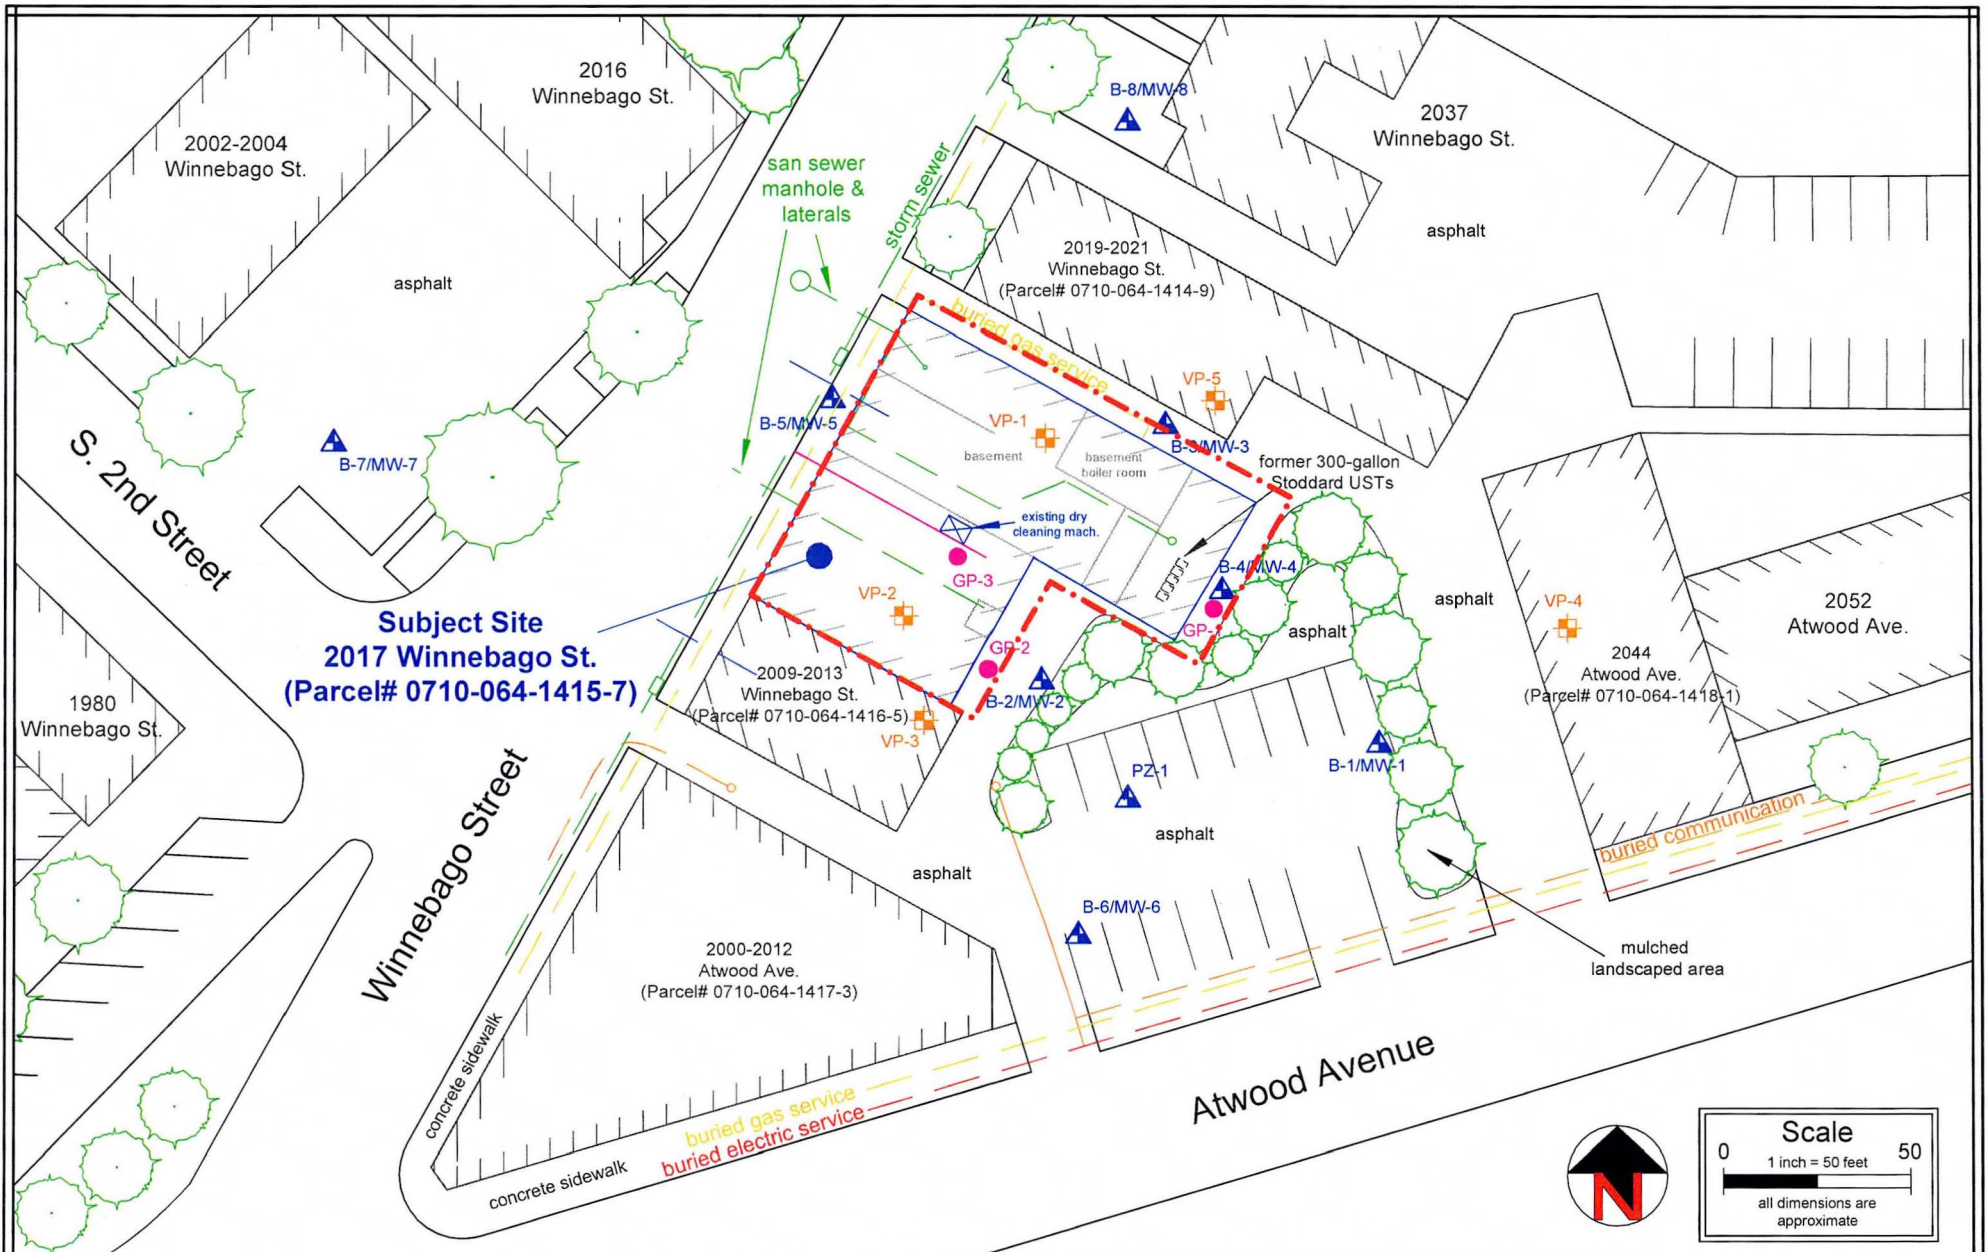 2016
Winnebago St.
2002-2004
Winnebago St.
B-8/MW-8
2037
Winnebago St.
san sewer
manhole &
laterals
storm sewer
asphalt
asphalt
2019-2021
Winnebago St.
(Parcel# 0710-064-1414-9)
buried gas service
VP-5
VP-1
B-5/MW-5
B-3/MW-3
basement
basement
boiler room
former 300-gallon
Stoddard USTs
B-7/MW-7
S. 2nd Street
existing dry
cleaning mach.
GP-3
B-4/MW-4
VP-2
GP-1
asphalt
asphalt
VP-4
2052
Atwood Ave.
Subject Site
2017 Winnebago St.
(Parcel# 0710-064-1415-7)
GP-2
2009-2013
Winnebago St.
(Parcel# 0710-064-1416-5)
B-2/MW-2
2044
Atwood Ave.
(Parcel# 0710-064-1418-1)
1980
Winnebago St.
VP-3
PZ-1
B-1/MW-1
Winnebago Street
asphalt
asphalt
buried communication
B-6/MW-6
2000-2012
Atwood Ave.
(Parcel# 0710-064-1417-3)
mulched
landscaped area
concrete sidewalk
Atwood Avenue
buried gas service
buried electric service
concrete sidewalk
N
Scale
0 50
1 inch = 50 feet
all dimensions are
approximate